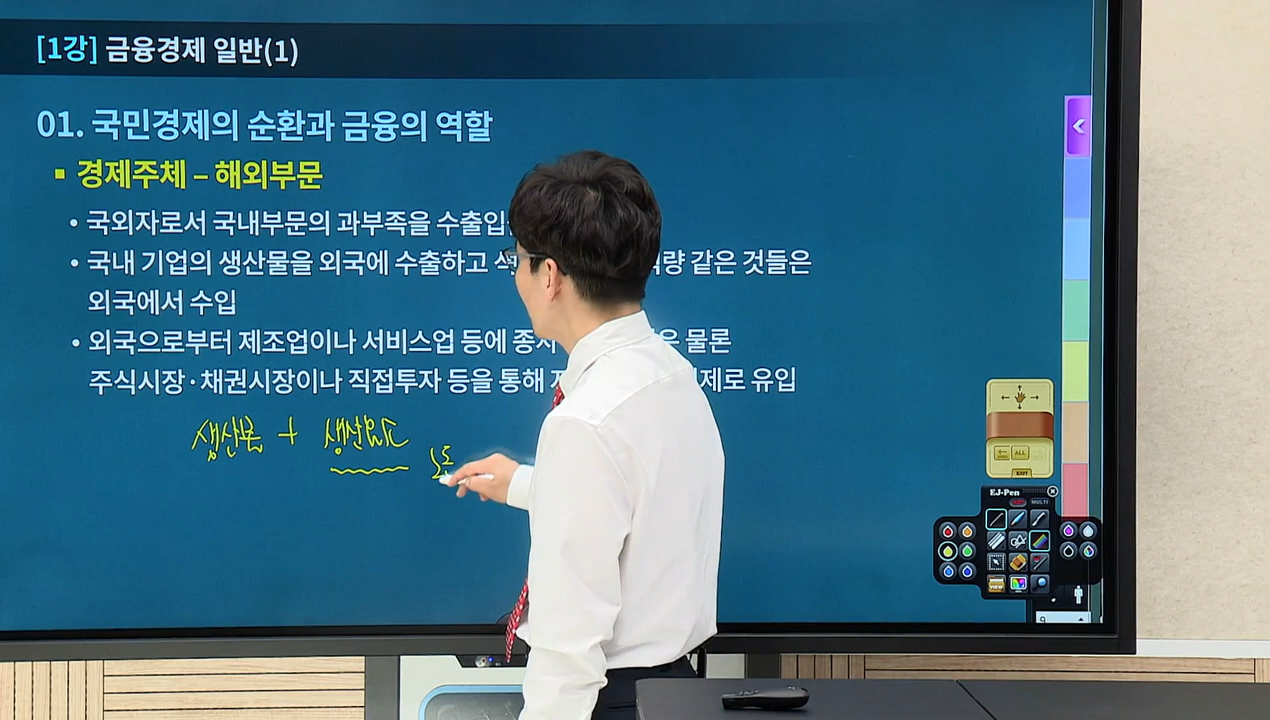 [1강] 금융경제 일반(1)
01. 국민경제의 순환과 금융의 역할
▪ 경제주체 – 해외부문
• 국외자로서 국내부문의 과부족을 수출입
• 국내 기업의 생산물을 외국에 수출하고 같은 것들은
외국에서 수입
• 외국으로부터 제조업이나 서비스업 등에 물론
주식시장·채권시장이나 직접투자 등을 통해 유입
생산물 + 생산요소
노동
EJ-Pen
MULTI
ALL
EXIT
VIEW